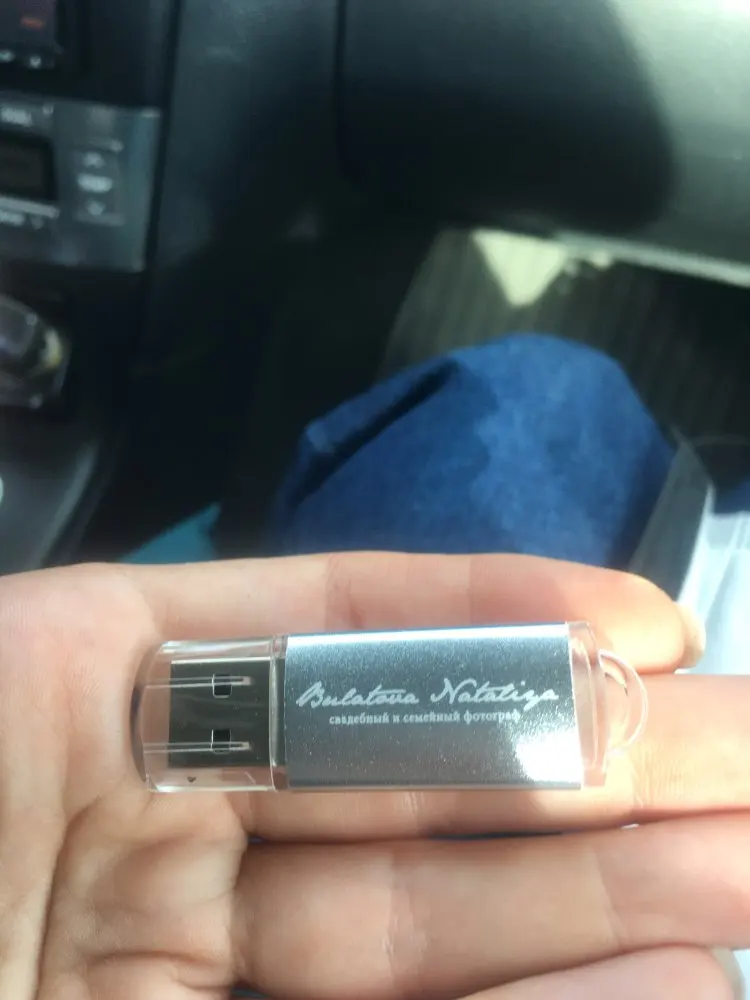 Bulatova Nataliya
свадебный и семейный фотограф